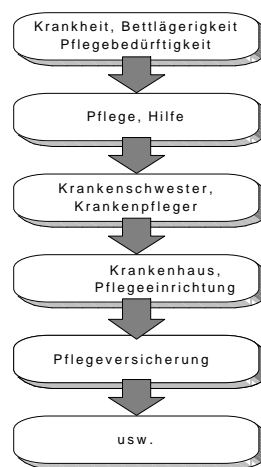 Krankheit, Bettlägerigkeit
Pflegebedürftigkeit
Pflege, Hilfe
Krankenschwester,
Krankenpfleger
Krankenhaus,
Pflegeeinrichtung
Pflegeversicherung
usw.